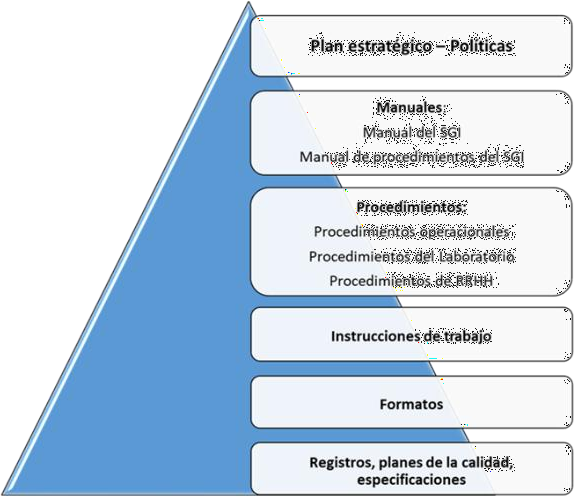 Plan estratégico – Políticas
Manuales
Manual del SGI
Manual de procedimientos del SGI
Procedimientos
Procedimientos operacionales
Procedimientos del Laboratorio
Procedimientos de RRHH
Instrucciones de trabajo
Formatos
Registros, planes de la calidad,
especificaciones